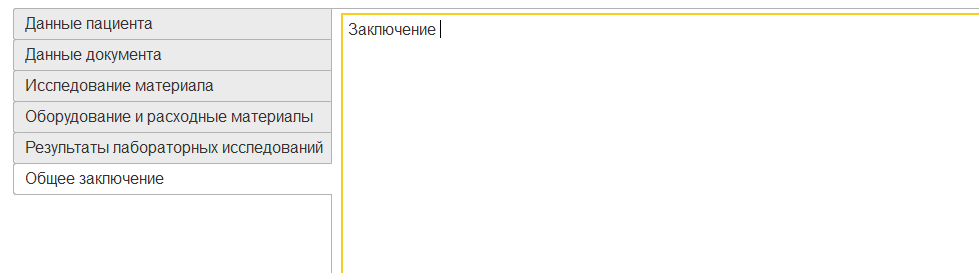 Данные пациента
Данные документа
Исследование материала
Оборудование и расходные материалы
Результаты лабораторных исследований
Общее заключение
Заключение